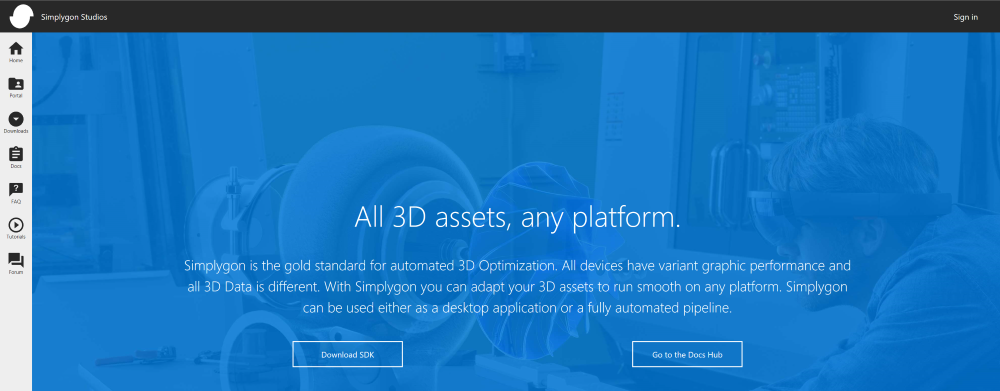 Simplygon Studios
Sign in
Home
Portal
Downloads
Docs
FAQ
Tutorials
Forum
All 3D assets, any platform.
Simplygon is the gold standard for automated 3D Optimization. All devices have variant graphic performance and
all 3D Data is different. With Simplygon you can adapt your 3D assets to run smooth on any platform. Simplygon
can be used either as a desktop application or a fully automated pipeline.
Download SDK
Go to the Docs Hub